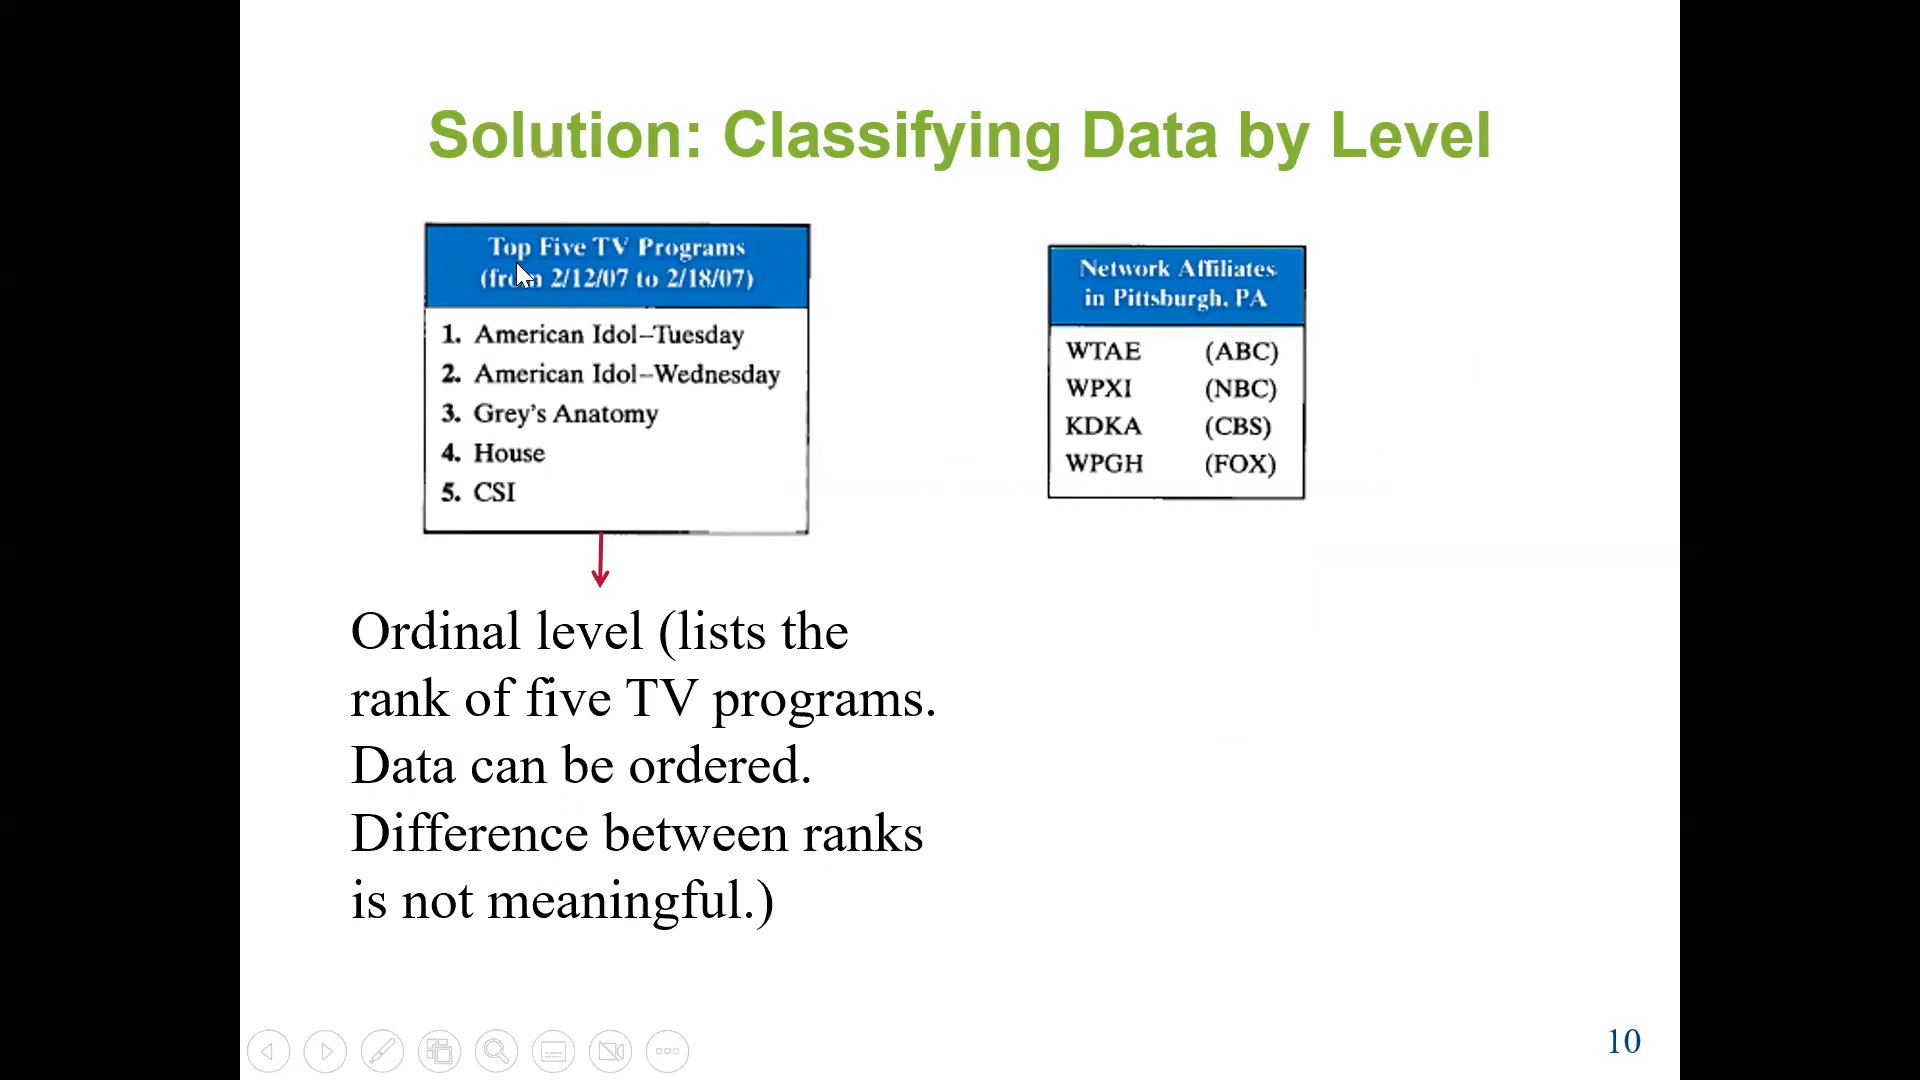 Solution: Classifying Data by Level
Top Five TV Programs
(from 2/12/07 to 2/18/07)
1. American Idol–Tuesday
2. American Idol–Wednesday
3. Grey's Anatomy
4. House
5. CSI
Network Affiliates
in Pittsburgh, PA
WTAE (ABC)
WPXI (NBC)
KDKA (CBS)
WPGH (FOX)
Ordinal level (lists the
rank of five TV programs.
Data can be ordered.
Difference between ranks
is not meaningful.)
10